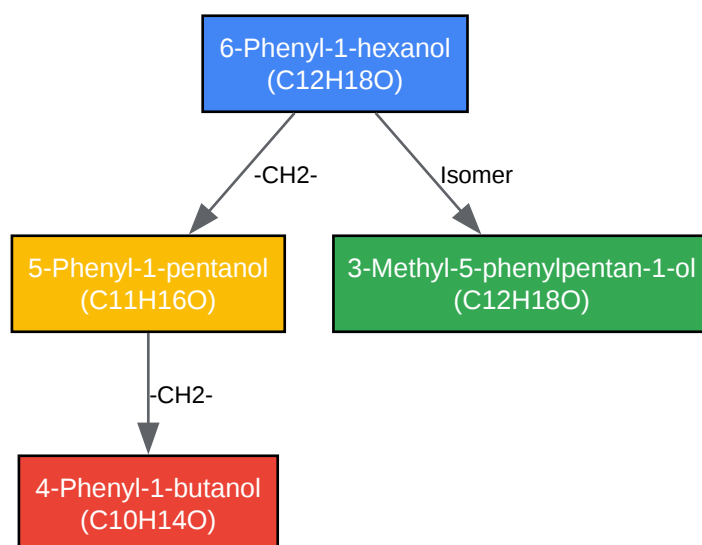 6-Phenyl-1-hexanol
(C12H18O)
-CH2-
Isomer
5-Phenyl-1-pentanol
(C11H16O)
3-Methyl-5-phenylpentan-1-ol
(C12H18O)
-CH2-
4-Phenyl-1-butanol
(C10H14O)